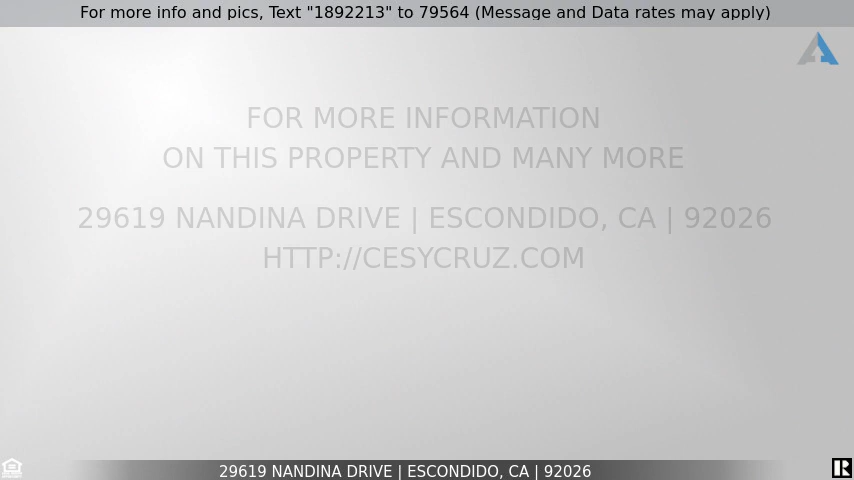 For more info and pics, Text "1892213" to 79564 (Message and Data rates may apply)
FOR MORE INFORMATION
ON THIS PROPERTY AND MANY MORE
29619 NANDINA DRIVE | ESCONDIDO, CA | 92026
HTTP://CESYCRUZ.COM
29619 NANDINA DRIVE | ESCONDIDO, CA | 92026